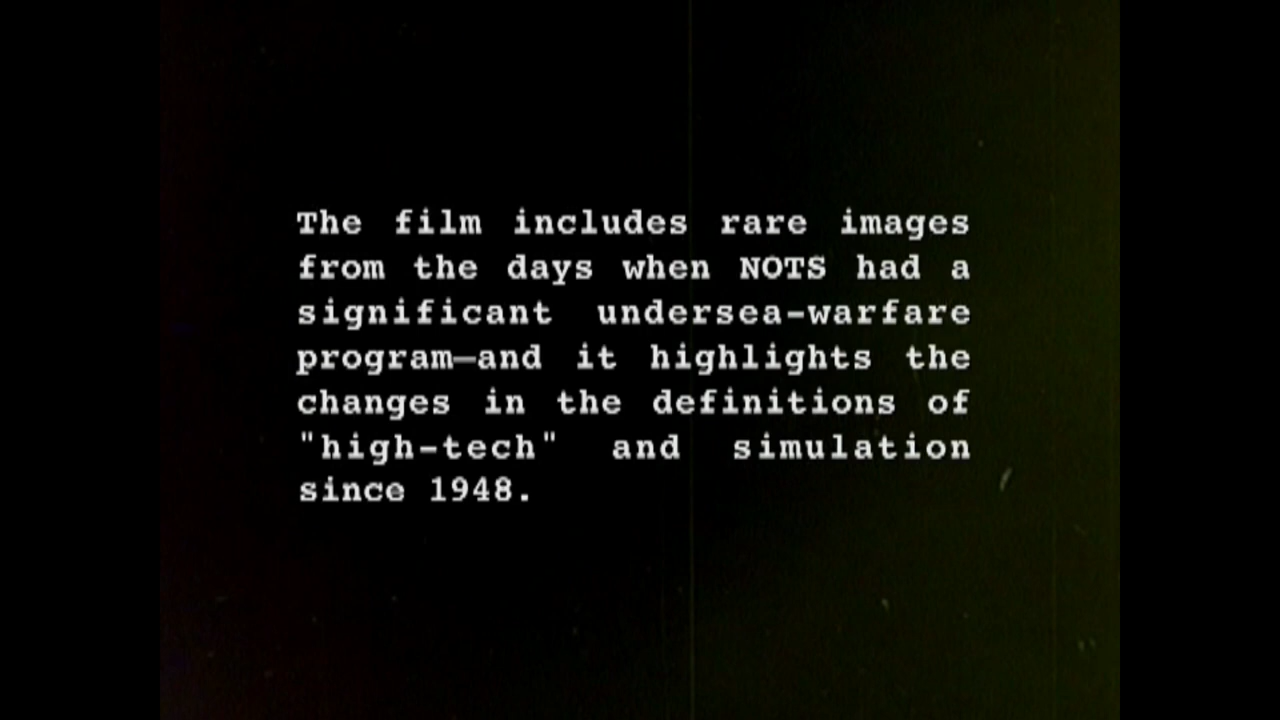 The film includes rare images
from the days when NOTS had a
significant undersea-warfare
program—and it highlights the
changes in the definitions of
"high-tech" and simulation
since 1948.